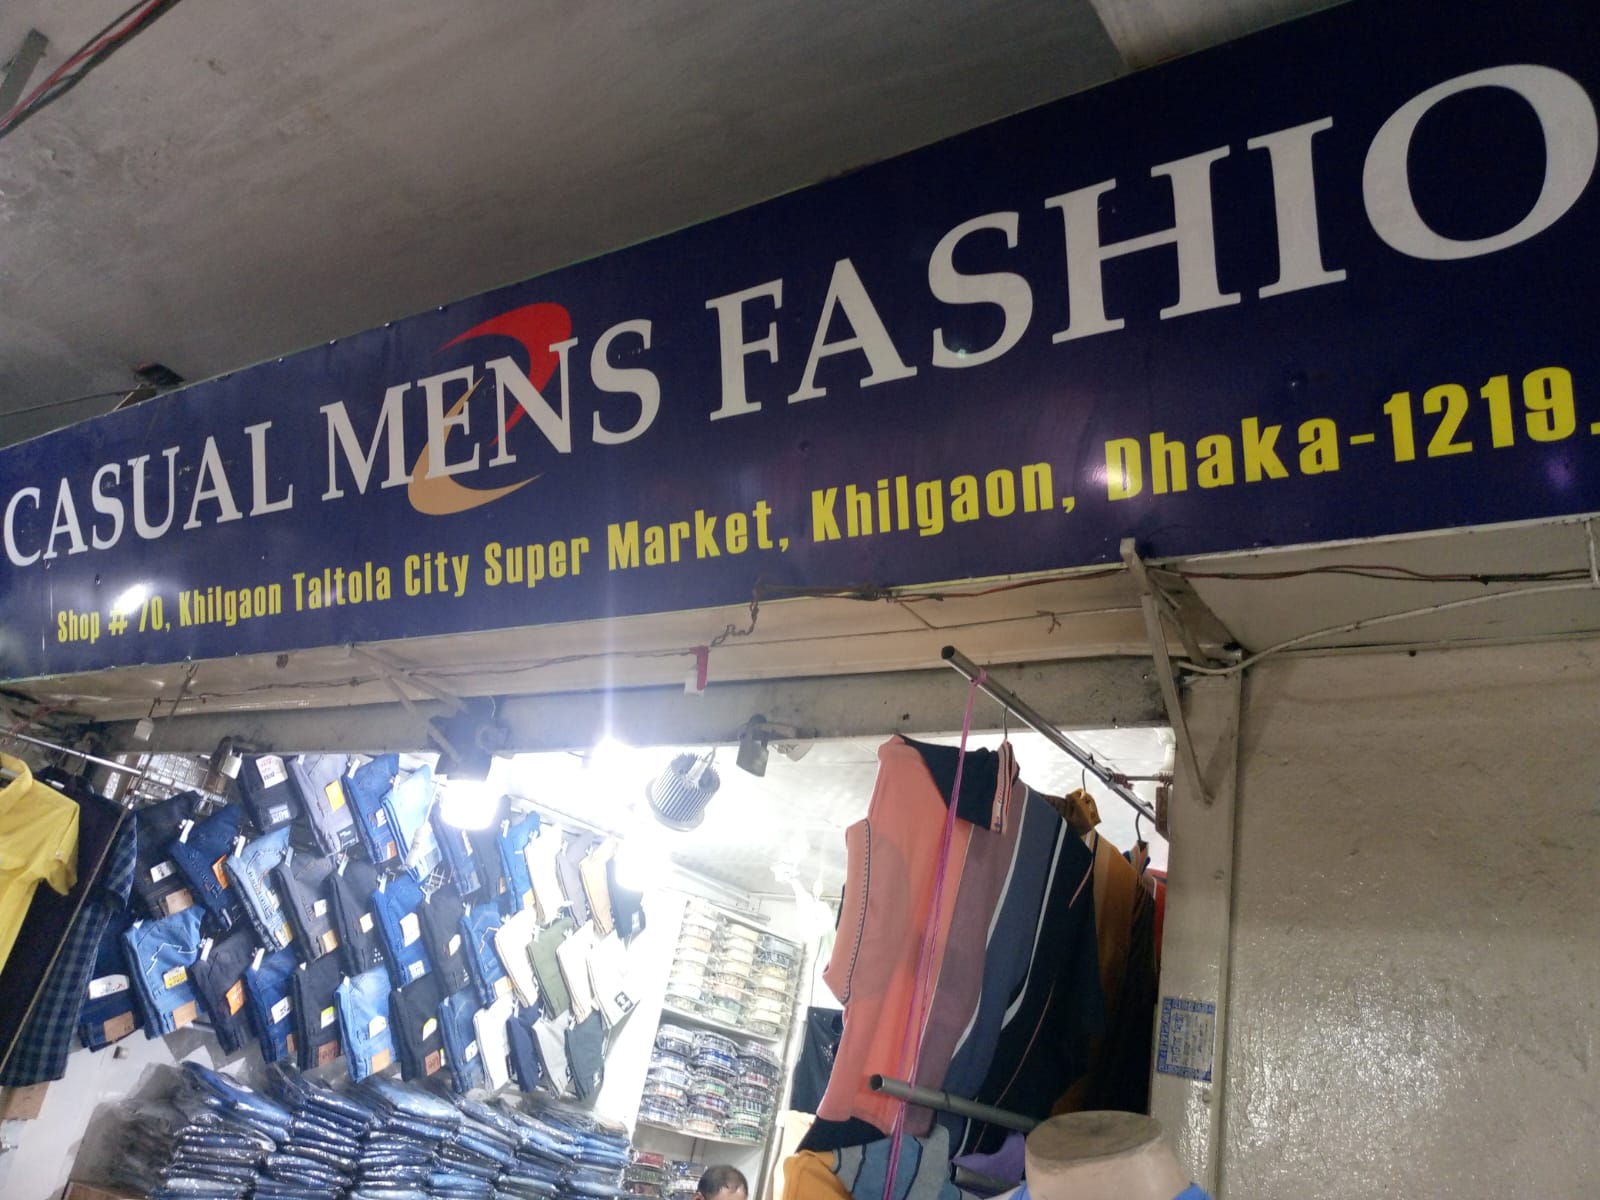 CASUAL MENS FASHIO
Shop # 70, Khilgaon Taltola City Super Market, Khilgaon, Dhaka-1219.